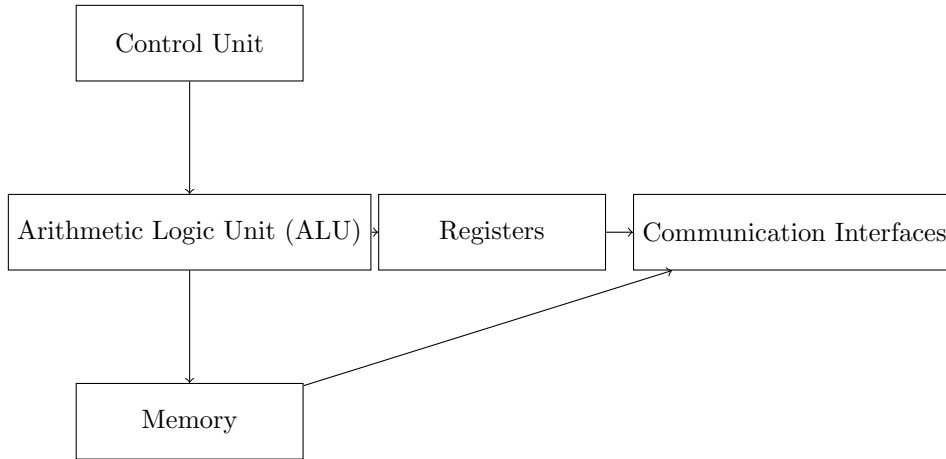 Control Unit
Arithmetic Logic Unit (ALU)
Registers
Communication Interfaces
Memory